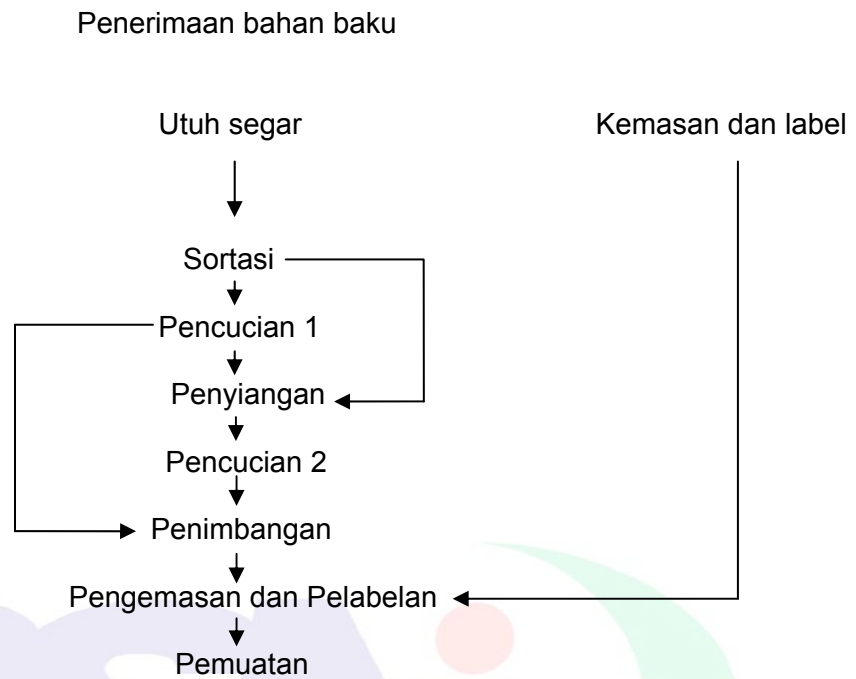 Penerimaan bahan baku
Utuh segar
Kemasan dan label
Sortasi
Pencucian 1
Penyiangan
Pencucian 2
Penimbangan
Pengemasan dan Pelabelan
Pemuatan